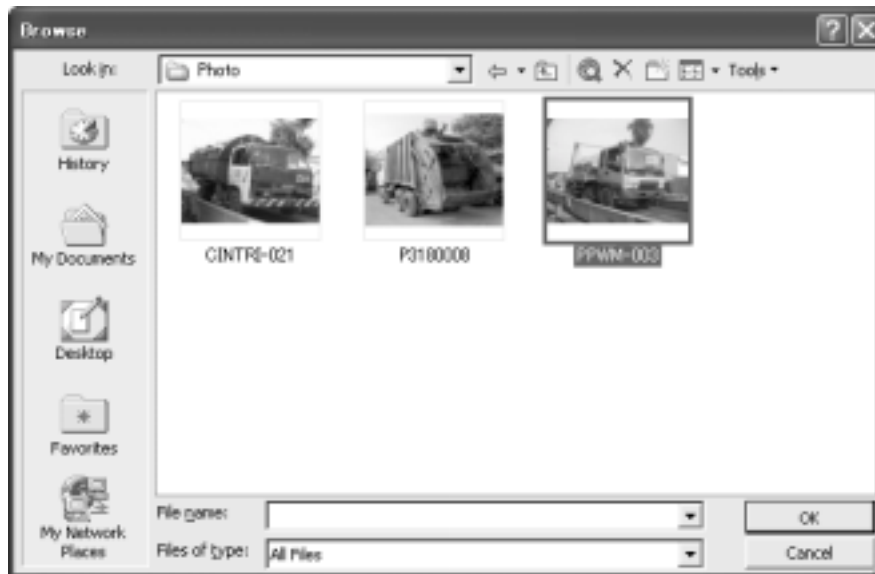 Browse
Look in:
Photo
Tools
History
My Documents
Desktop
Favorites
My Network
Places
CINTRI-021
P3180008
PPWM-003
File name:
OK
Files of type:
All Files
Cancel